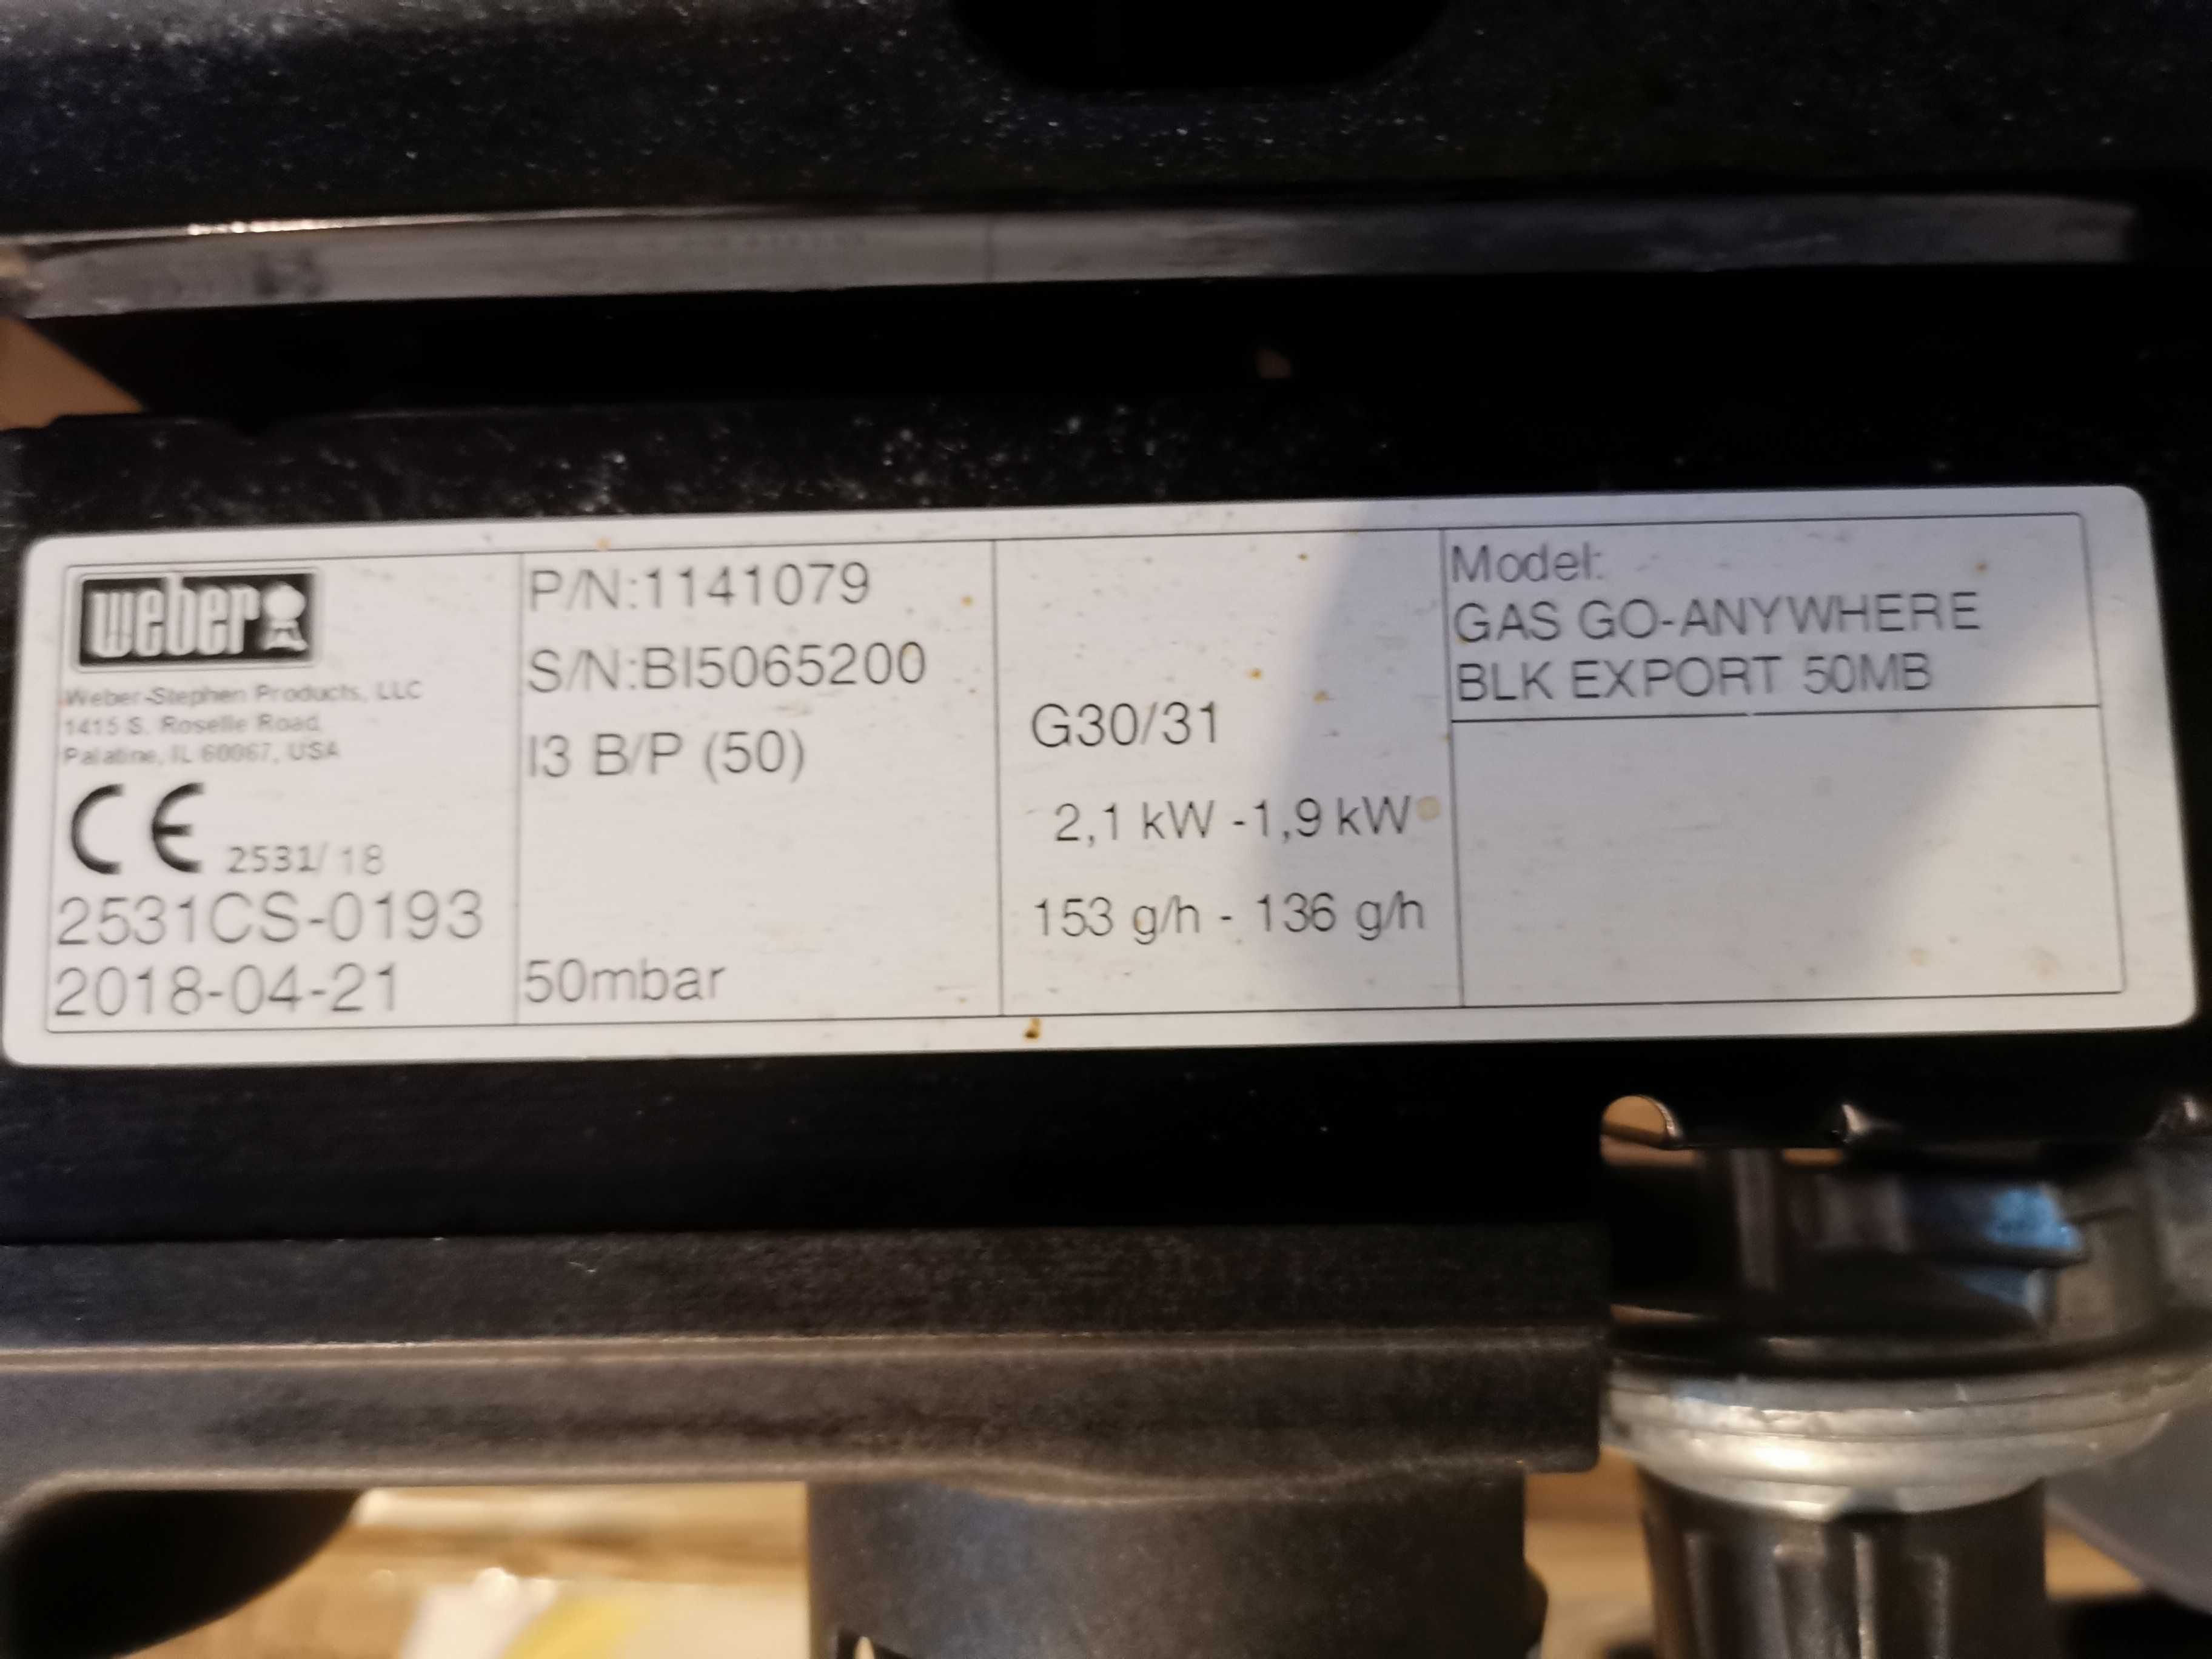 weber
Weber-Stephen Products, LLC
1415 S. Roselle Road,
Palatine, IL 60067, USA
CE 2531/ 18
2531CS-0193
2018-04-21
P/N:1141079
S/N:BI5065200
I3 B/P (50)
50mbar
G30/31
2,1 kW -1,9 kW
153 g/h - 136 g/h
Model:
GAS GO-ANYWHERE
BLK EXPORT 50MB